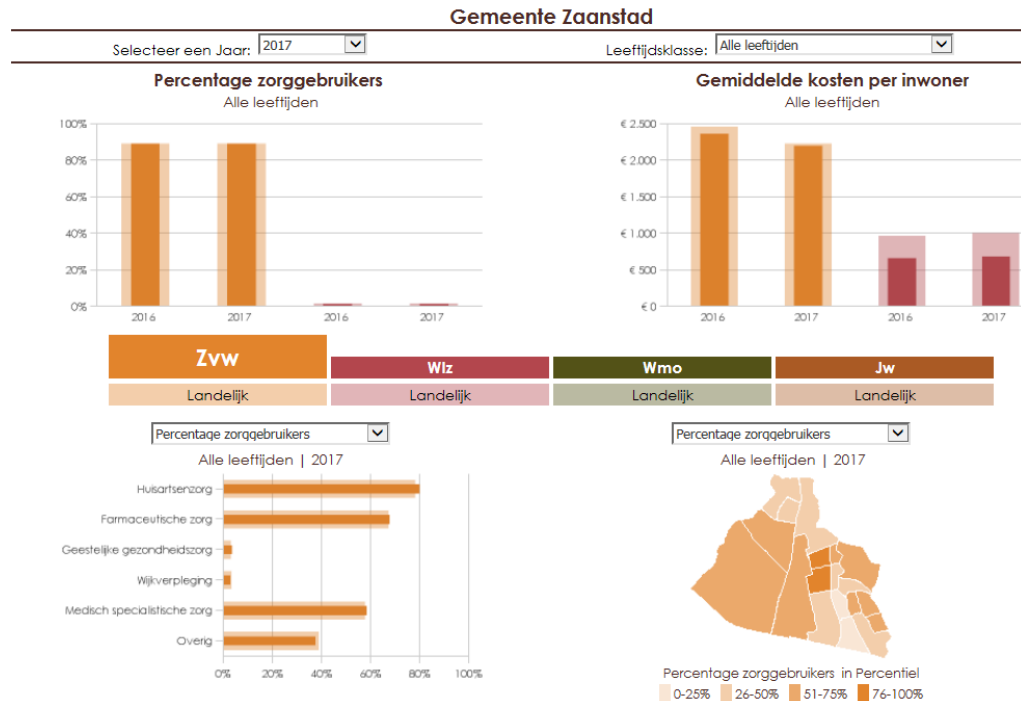 Gemeente Zaanstad
Selecteer een Jaar: 2017
Leeftijdsklasse: Alle leeftijden
Percentage zorggebruikers
Alle leeftijden
100%
80%
60%
40%
20%
0%
2016 2017 2016 2017
Gemiddelde kosten per inwoner
Alle leeftijden
€ 2.500
€ 2.000
€ 1.500
€ 1.000
€ 500
€ 0
2016 2017 2016 2017
Zvw Wlz Wmo Jw
Landelijk Landelijk Landelijk Landelijk
Percentage zorggebruikers
Alle leeftijden | 2017
Huisartsenzorg
Farmaceutische zorg
Geestelijke gezondheidszorg
Wijkverpleging
Medisch specialistische zorg
Overig
0% 20% 40% 60% 80% 100%
Percentage zorggebruikers
Alle leeftijden | 2017
Percentage zorggebruikers in Percentiel
0-25% 26-50% 51-75% 76-100%